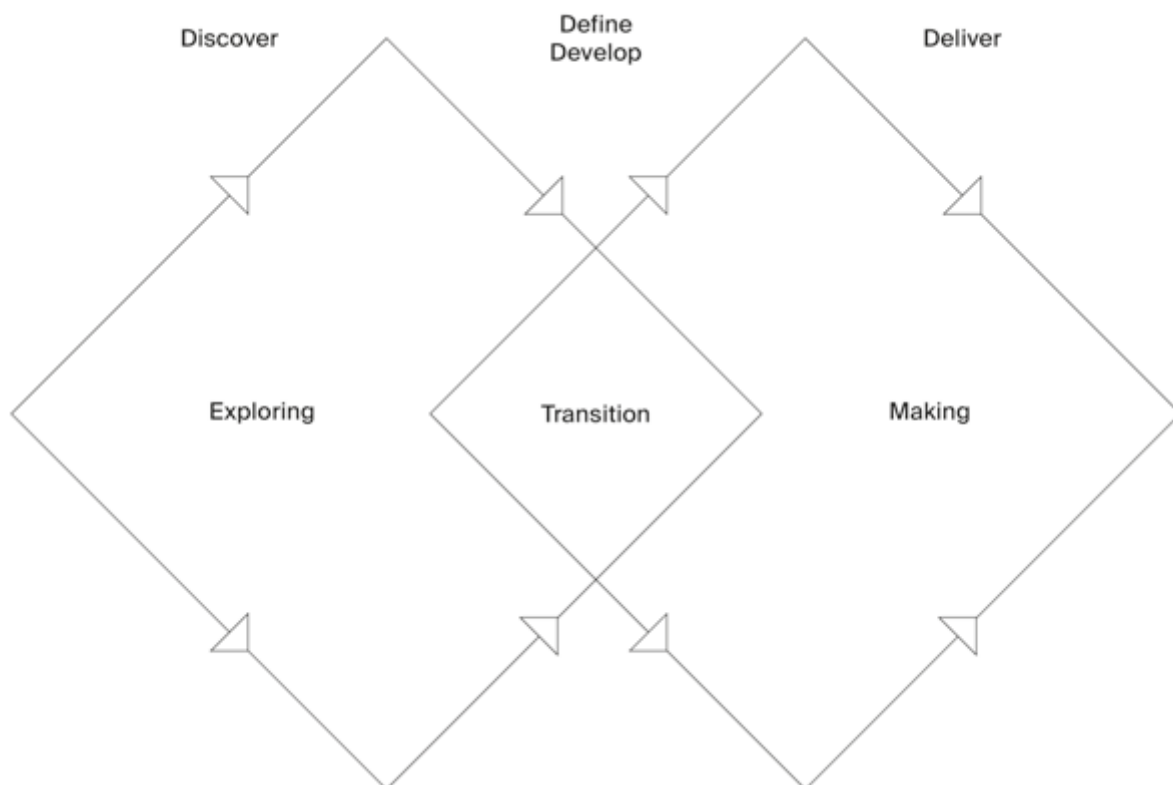 Discover
Define
Develop
Deliver
Exploring
Transition
Making